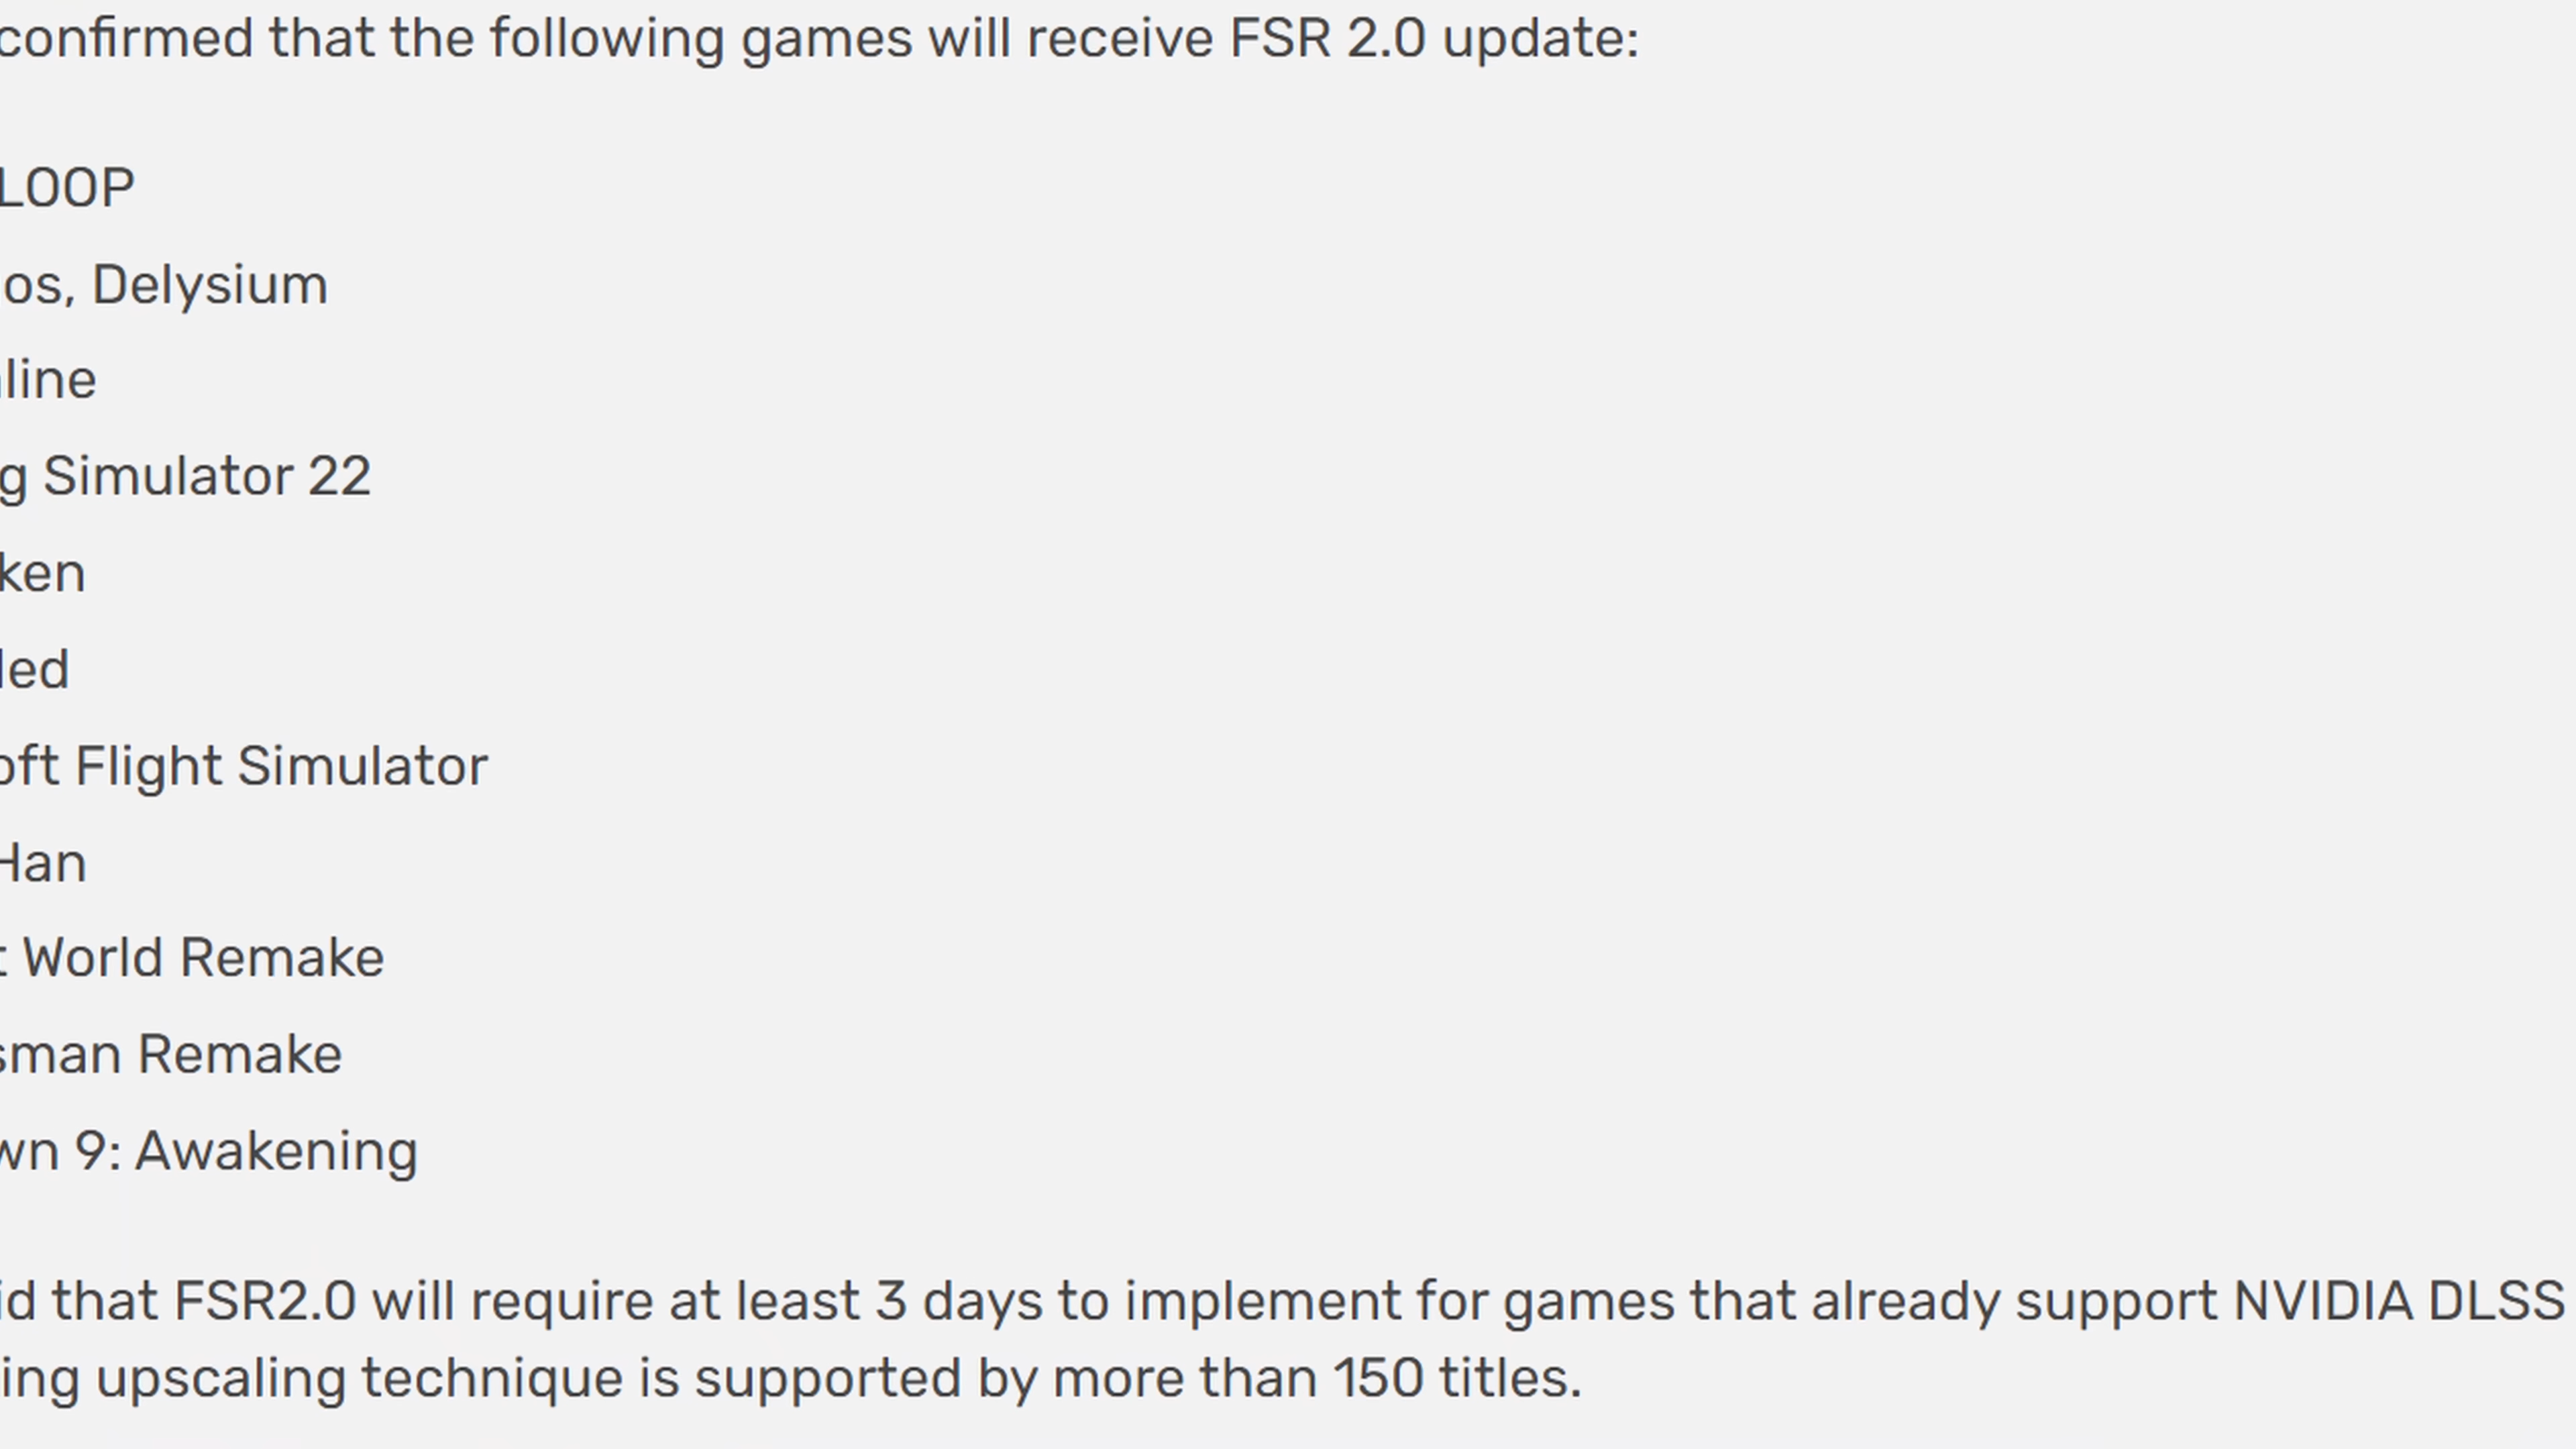 confirmed that the following games will receive FSR 2.0 update:
LOOP
os, Delysium
line
g Simulator 22
ken
led
oft Flight Simulator
Han
World Remake
sman Remake
wn 9: Awakening
id that FSR2.0 will require at least 3 days to implement for games that already support NVIDIA DLSS
ing upscaling technique is supported by more than 150 titles.